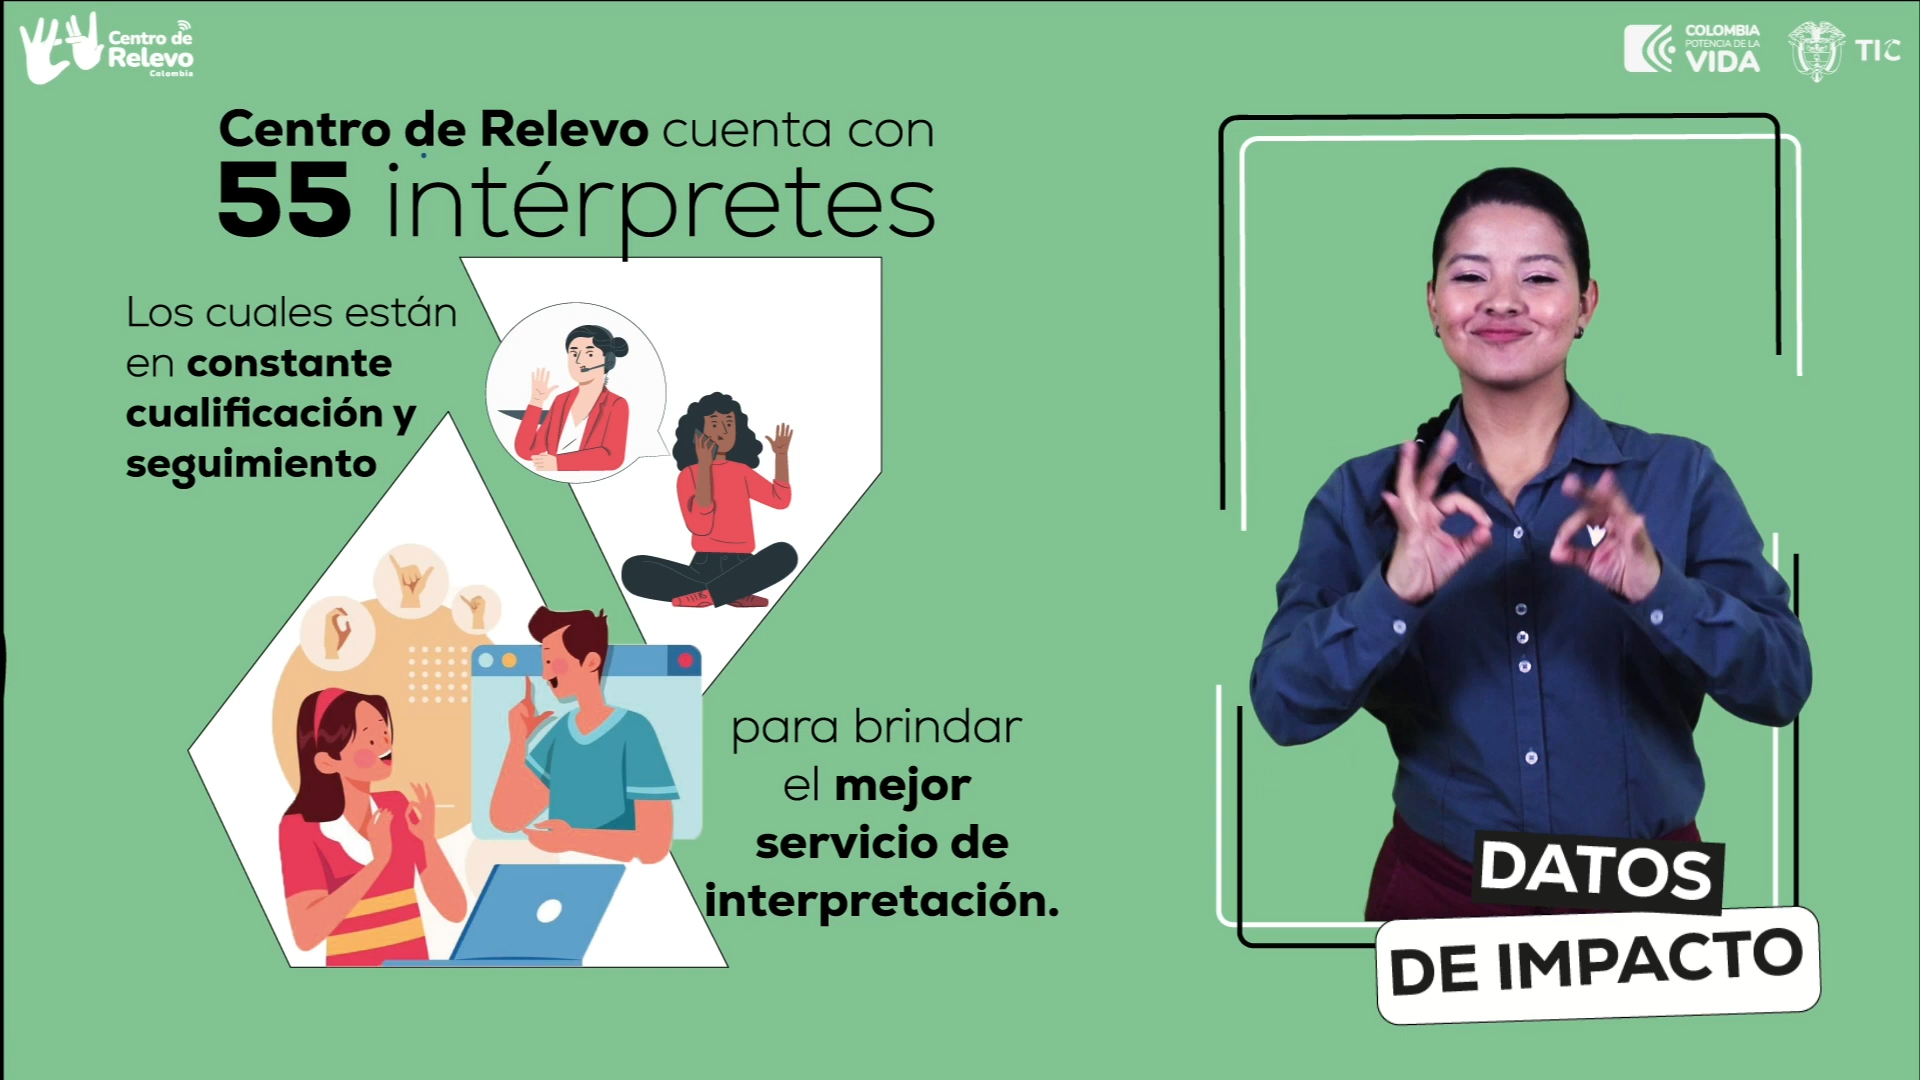 Centro de
Relevo
Colombia
COLOMBIA
POTENCIA DE LA
VIDA
TIC
Centro de Relevo cuenta con
55 intérpretes
Los cuales están
en constante
cualificación y
seguimiento
para brindar
el mejor
servicio de
interpretación.
DATOS
DE IMPACTO